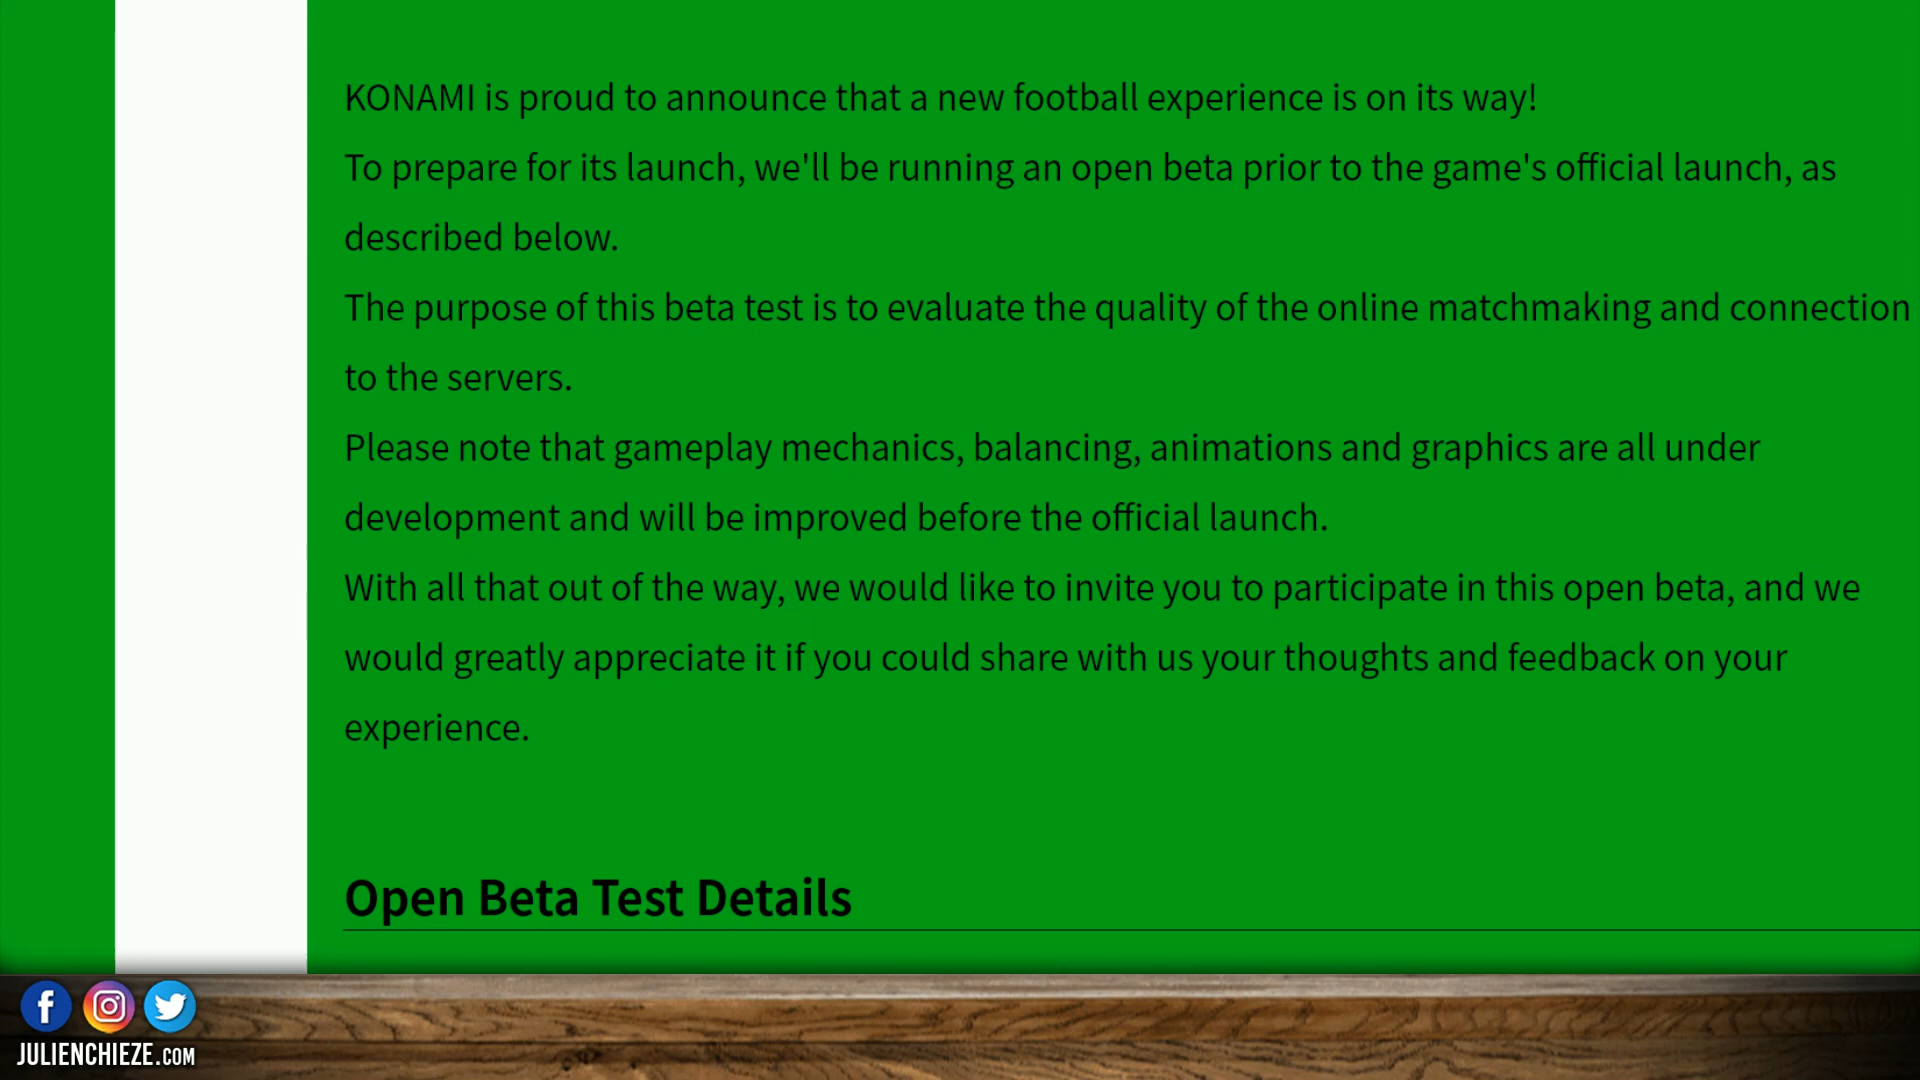 KONAMI is proud to announce that a new football experience is on its way!
To prepare for its launch, we'll be running an open beta prior to the game's official launch, as
described below.
The purpose of this beta test is to evaluate the quality of the online matchmaking and connection
to the servers.
Please note that gameplay mechanics, balancing, animations and graphics are all under
development and will be improved before the official launch.
With all that out of the way, we would like to invite you to participate in this open beta, and we
would greatly appreciate it if you could share with us your thoughts and feedback on your
experience.
Open Beta Test Details
JULIENCHIEZE.COM